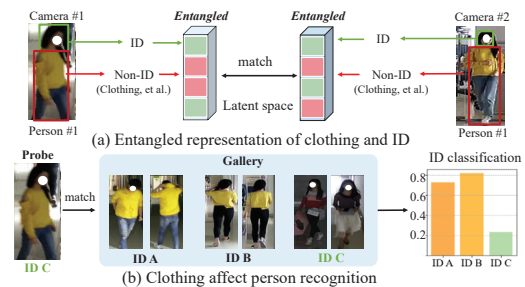 Camera #1
Entangled
Entangled
Camera #2
ID
ID
Non-ID
(Clothing, et al.)
match
Non-ID
(Clothing, et al.)
Latent space
Person #1
Person #1
(a) Entangled representation of clothing and ID
Probe
Gallery
ID classification
match
0.8
0.6
0.4
0.2
ID C
ID A
ID B
ID C
ID A ID B ID C
(b) Clothing affect person recognition